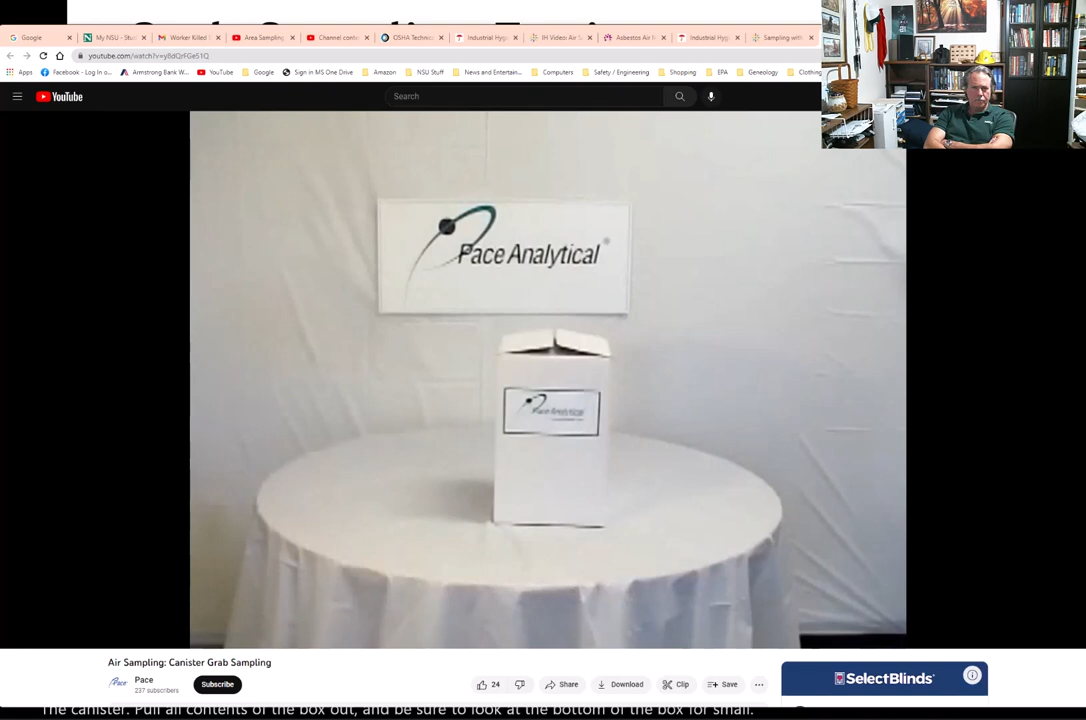 Google
My NSU - Stu
Worker Killed
Area Sampling
Channel conte
OSHA Technic
Industrial Hyg
IH Video: Air S
Asbestos Air M
Industrial Hyg
Sampling with
youtube.com/watch?v=y8dQrFGe51Q
Apps
Facebook - Log In o...
Armstrong Bank W...
YouTube
Google
Sign in MS One Drive
Amazon
NSU Stuff
News and Entertain...
Computers
Safety / Engineering
Shopping
EPA
Geneology
Clothing
YouTube
Search
Pace Analytical®
Pace Analytical
Air Sampling: Canister Grab Sampling
Pace
Pace
237 subscribers
Subscribe
24
Share
Download
Clip
Save
SelectBlinds
The canister. Pull all contents of the box out, and be sure to look at the bottom of the box for small.